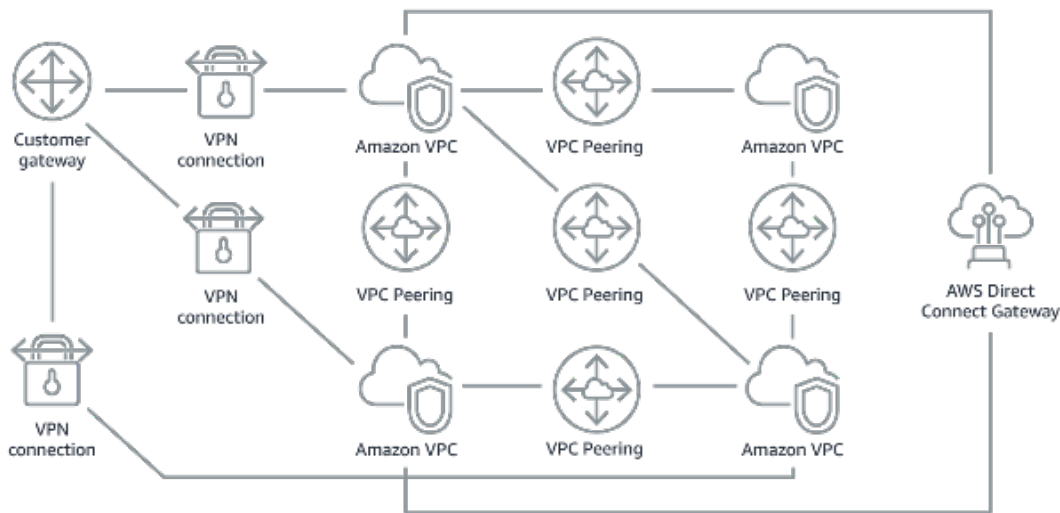 Customer
gateway
VPN
connection
Amazon VPC
VPC Peering
Amazon VPC
VPN
connection
VPC Peering
VPC Peering
VPC Peering
AWS Direct
Connect Gateway
VPN
connection
Amazon VPC
VPC Peering
Amazon VPC